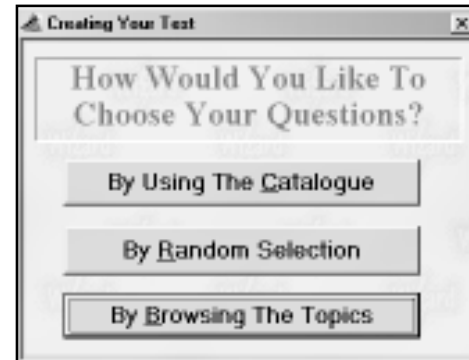 Creating Your Test
How Would You Like To
Choose Your Questions?
By Using The Catalogue
By Random Selection
By Browsing The Topics